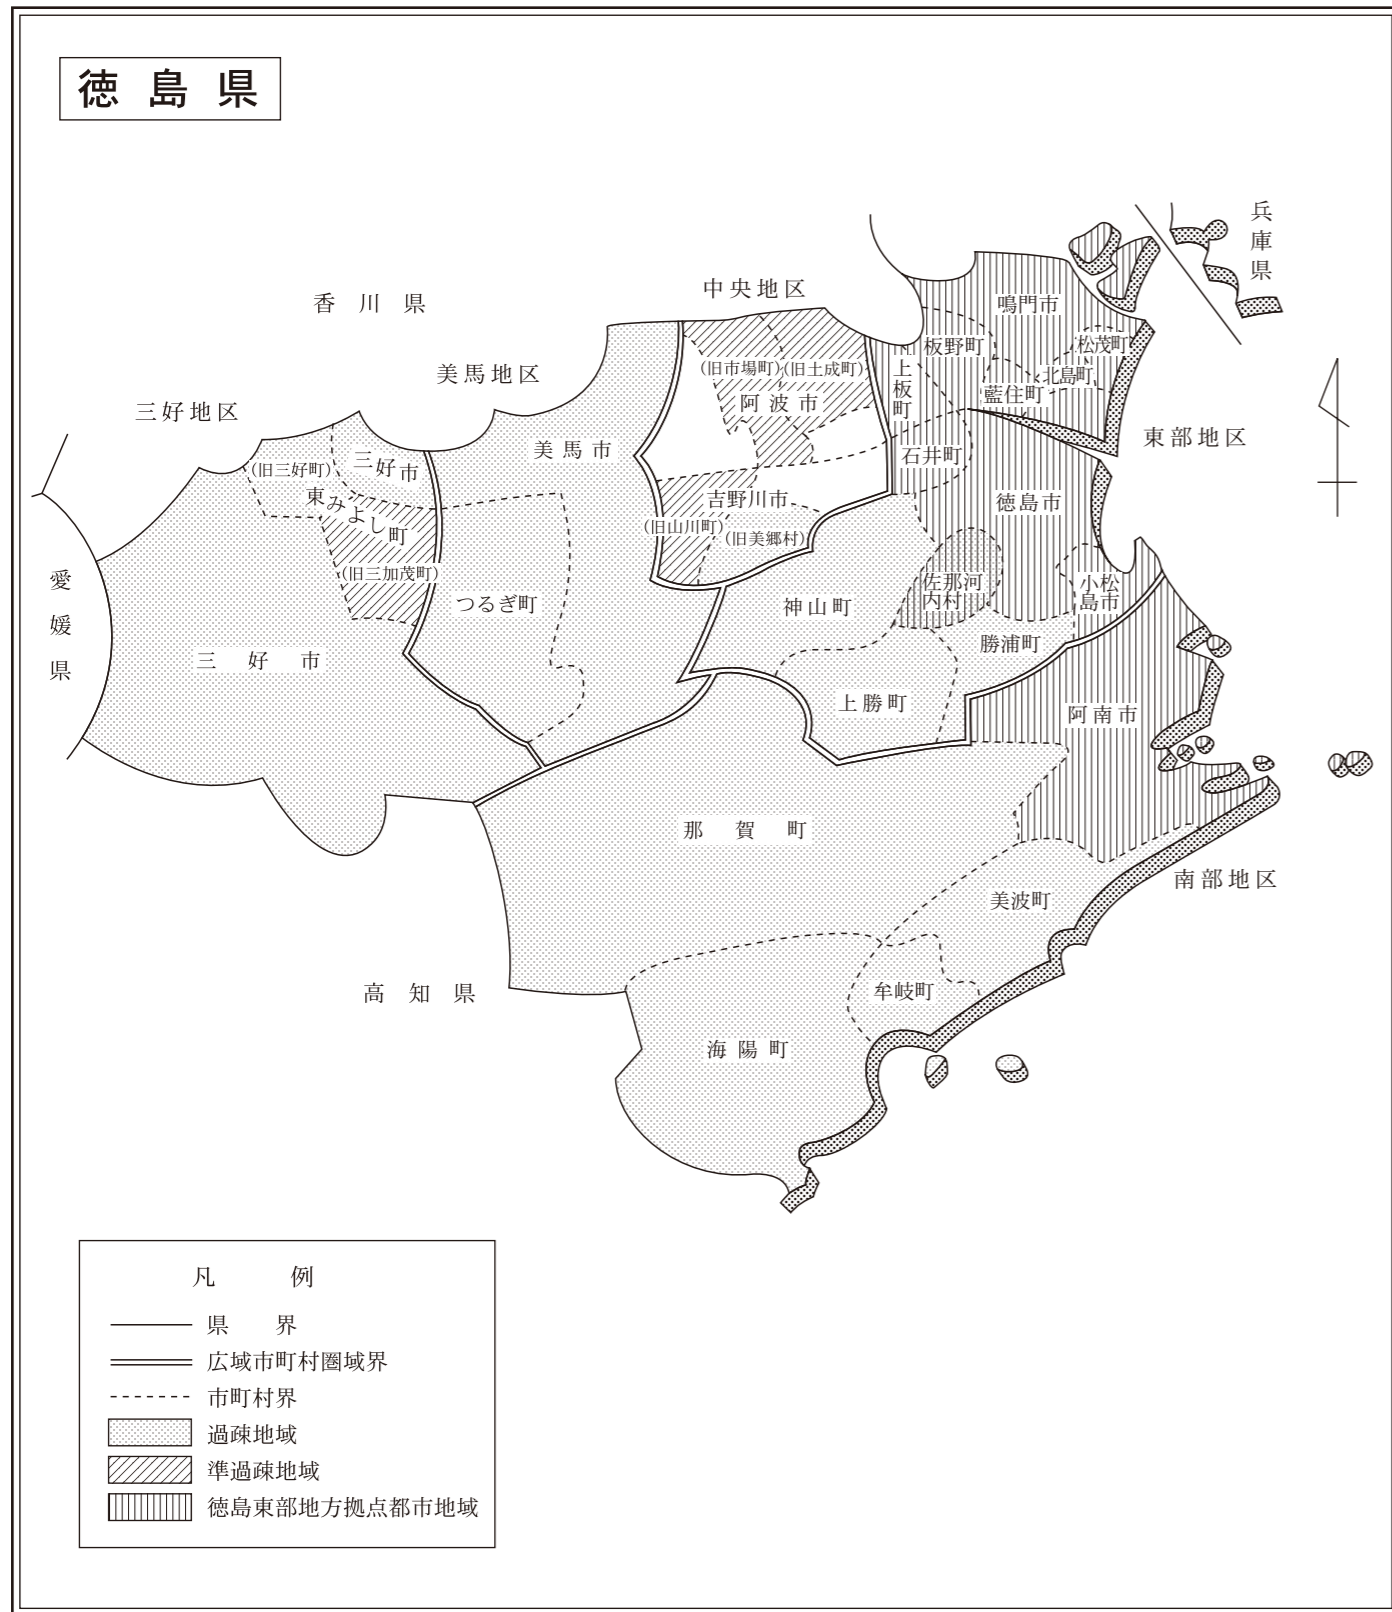 徳島県
兵庫県
香川県
中央地区
鳴門市
板野町
松茂町
美馬地区
(旧市場町)
(旧土成町)
上板町
北島町
藍住町
三好地区
阿波市
東部地区
美馬市
三好市
(旧三好町)
石井町
東みよし町
吉野川市
徳島市
(旧山川町)
(旧美郷村)
愛媛県
(旧三加茂町)
つるぎ町
神山町
佐那河
内村
小松
島市
三好市
勝浦町
上勝町
阿南市
那賀町
南部地区
美波町
高知県
牟岐町
海陽町
凡例
県界
広域市町村圏域界
市町村界
過疎地域
準過疎地域
徳島東部地方拠点都市地域